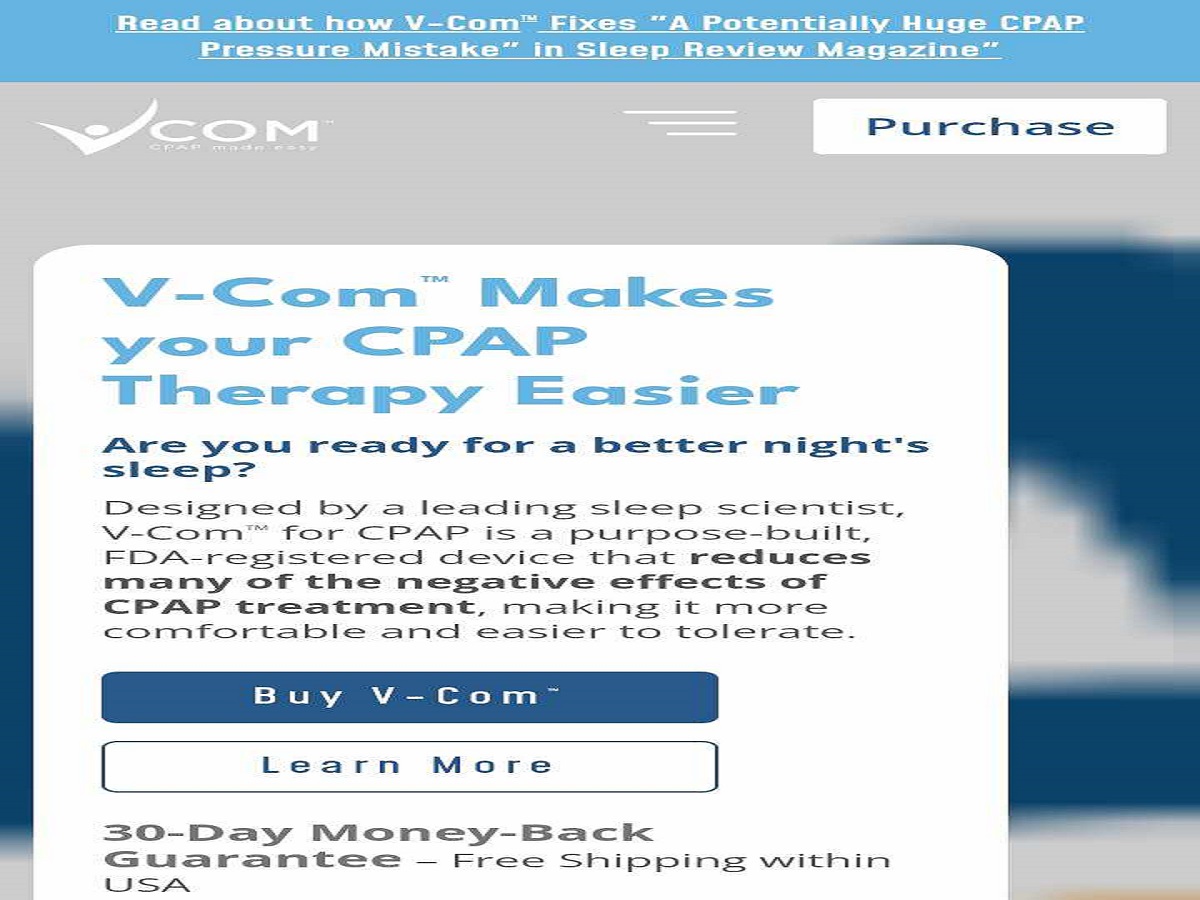 Read about how V-Com™ Fixes "A Potentially Huge CPAP
Pressure Mistake" in Sleep Review Magazine"
VCOM™
CPAP made easy
Purchase
V-Com™ Makes
your CPAP
Therapy Easier
Are you ready for a better night's
sleep?
Designed by a leading sleep scientist,
V-Com™ for CPAP is a purpose-built,
FDA-registered device that reduces
many of the negative effects of
CPAP treatment, making it more
comfortable and easier to tolerate.
Buy V-Com™
Learn More
30-Day Money-Back
Guarantee – Free Shipping within
USA